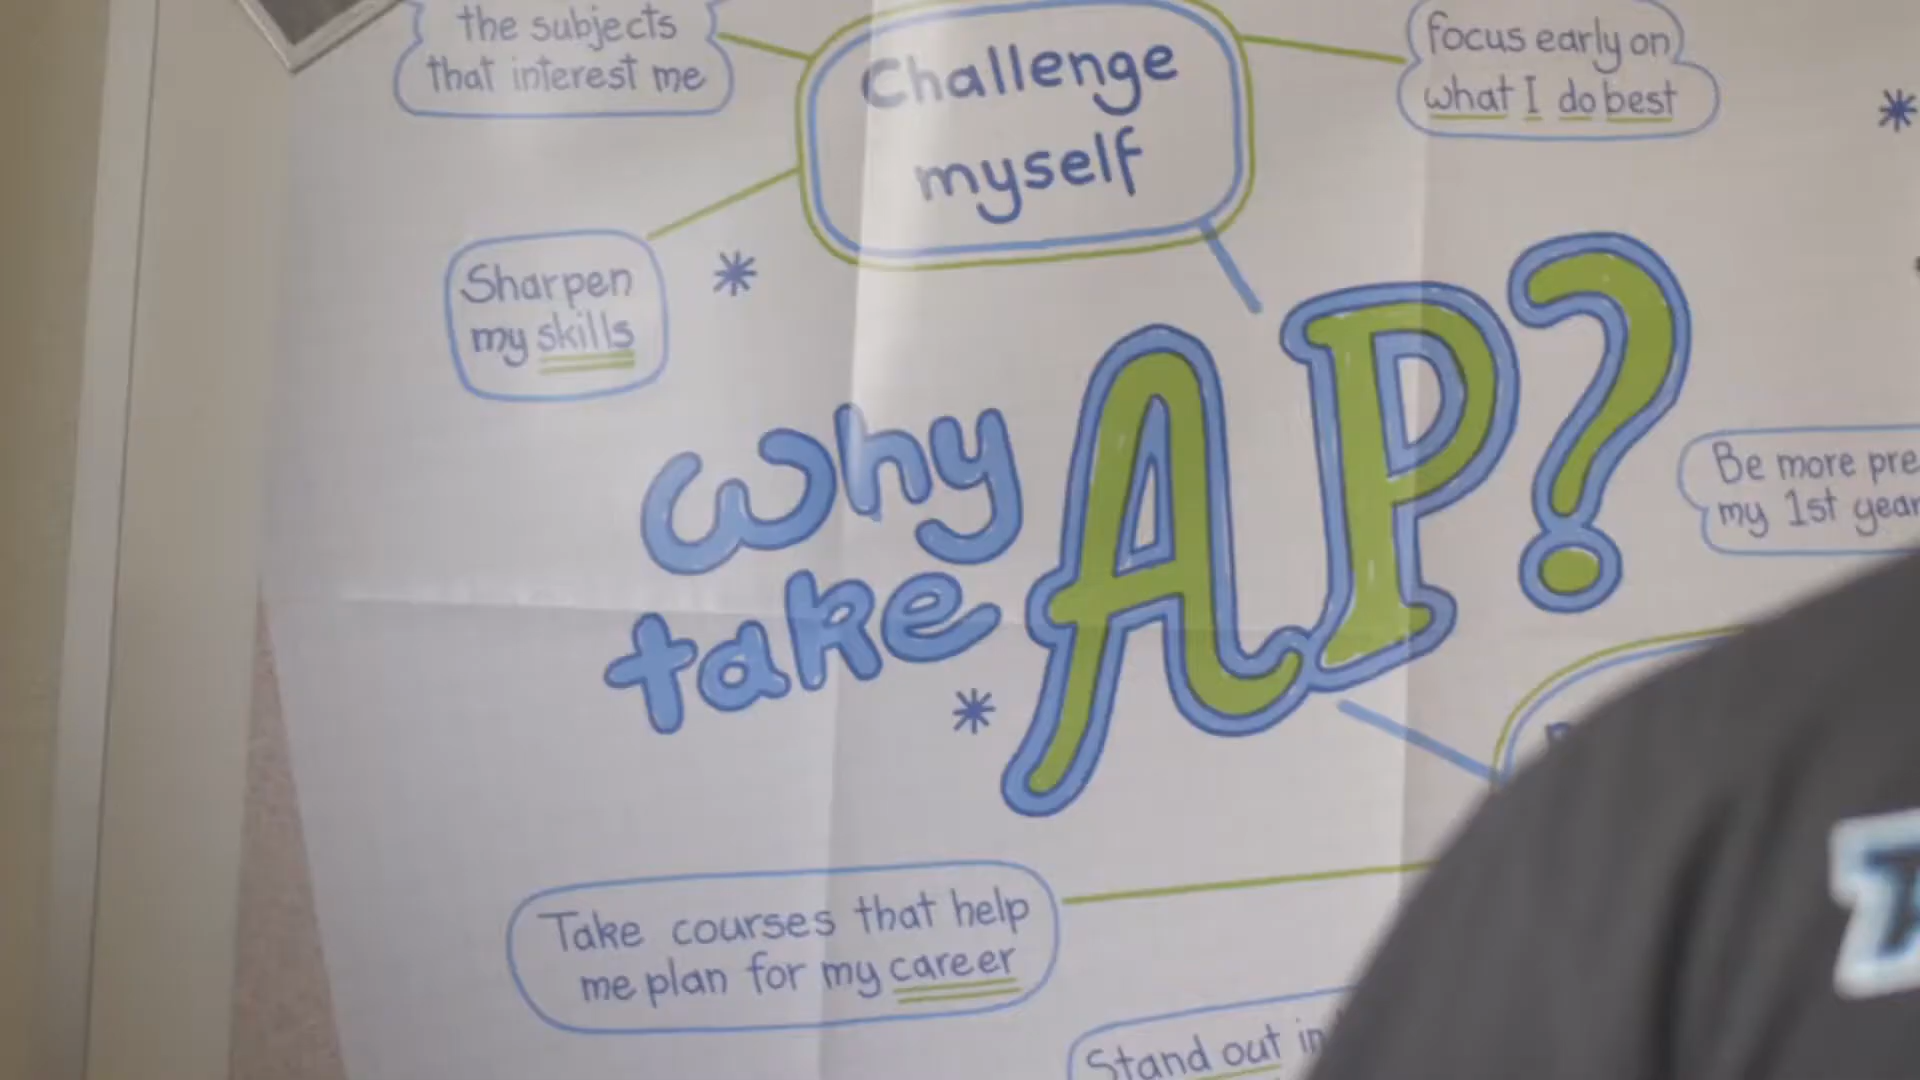 the subjects
that interest me
Challenge
myself
focus early on
what I do best
Sharpen
my skills
why
take
AP?
Be more
my 1st year
Take courses that help
me plan for my career
Stand out in